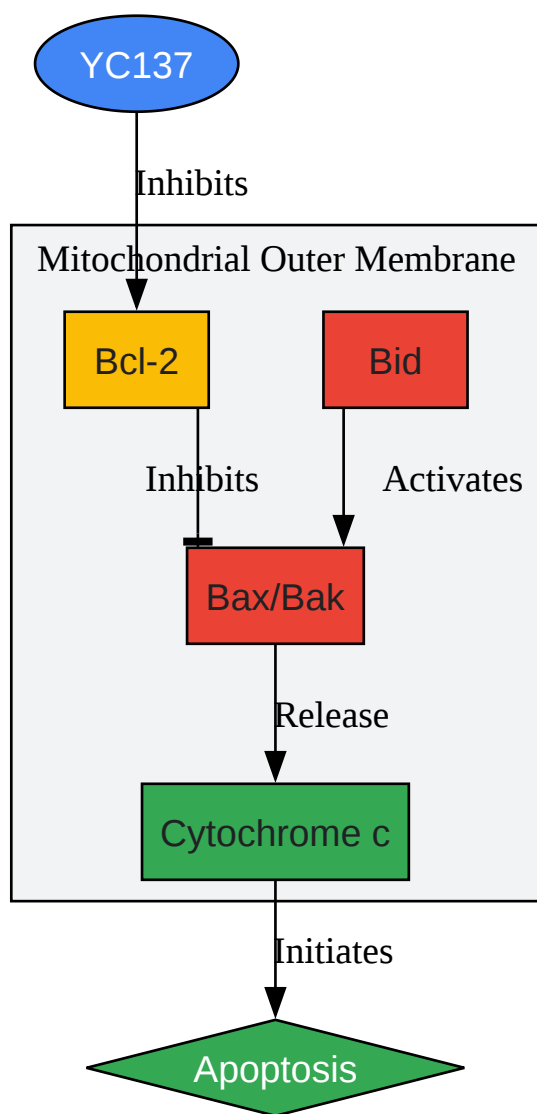 YC137
Inhibits
Mitochondrial Outer Membrane
Bcl-2
Bid
Inhibits
Activates
Bax/Bak
Release
Cytochrome c
Initiates
Apoptosis